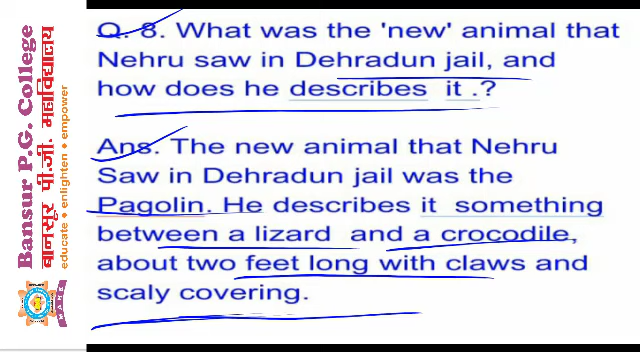 Bansur P.G. College
बानसूर पी.जी. महाविद्यालय
educate • enlighten • empower
Q. 8. What was the 'new' animal that
Nehru saw in Dehradun jail, and
how does he describes it .?
Ans. The new animal that Nehru
Saw in Dehradun jail was the
Pagolin. He describes it something
between a lizard and a crocodile,
about two feet long with claws and
scaly covering.